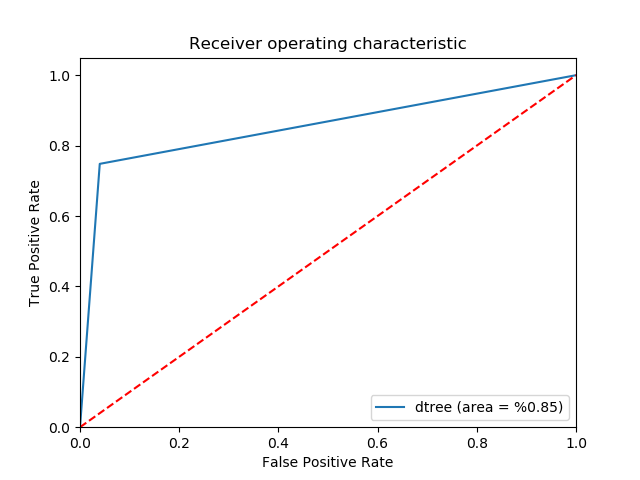 Receiver operating characteristic
True Positive Rate
1.0
0.8
0.6
0.4
0.2
0.0
0.0 0.2 0.4 0.6 0.8 1.0
False Positive Rate
dtree (area = %0.85)